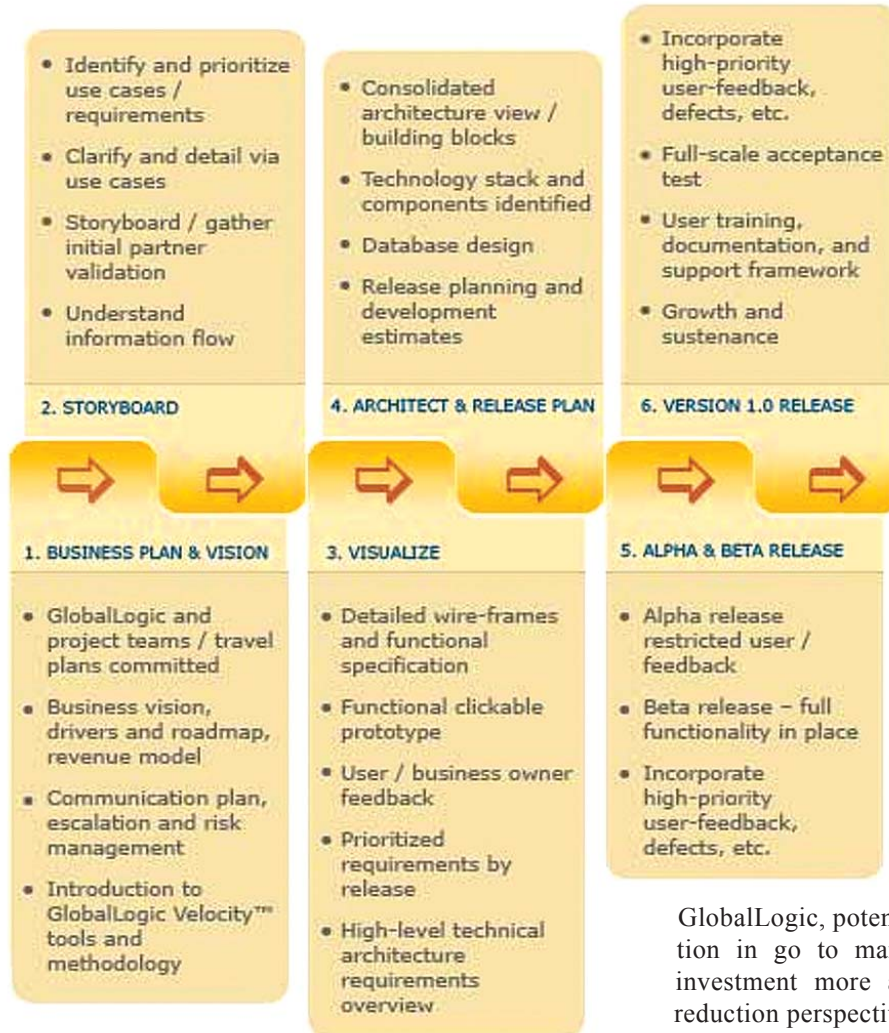 • Identify and prioritize
use cases /
requirements
• Clarify and detail via
use cases
• Storyboard / gather
initial partner
validation
• Understand
information flow
2. STORYBOARD
• Consolidated
architecture view /
building blocks
• Technology stack and
components identified
• Database design
• Release planning and
development
estimates
4. ARCHITECT & RELEASE PLAN
• Incorporate
high-priority
user-feedback,
defects, etc.
• Full-scale acceptance
test
• User training,
documentation, and
support framework
• Growth and
sustenance
6. VERSION 1.0 RELEASE
1. BUSINESS PLAN & VISION
• GlobalLogic and
project teams / travel
plans committed
• Business vision,
drivers and roadmap,
revenue model
• Communication plan,
escalation and risk
management
• Introduction to
GlobalLogic Velocity™
tools and
methodology
3. VISUALIZE
• Detailed wire-frames
and functional
specification
• Functional clickable
prototype
• User / business owner
feedback
• Prioritized
requirements by
release
• High-level technical
architecture
requirements
overview
5. ALPHA & BETA RELEASE
• Alpha release
restricted user /
feedback
• Beta release – full
functionality in place
• Incorporate
high-priority
user-feedback,
defects, etc.
GlobalLogic,
tion in go to
investment more
reduction